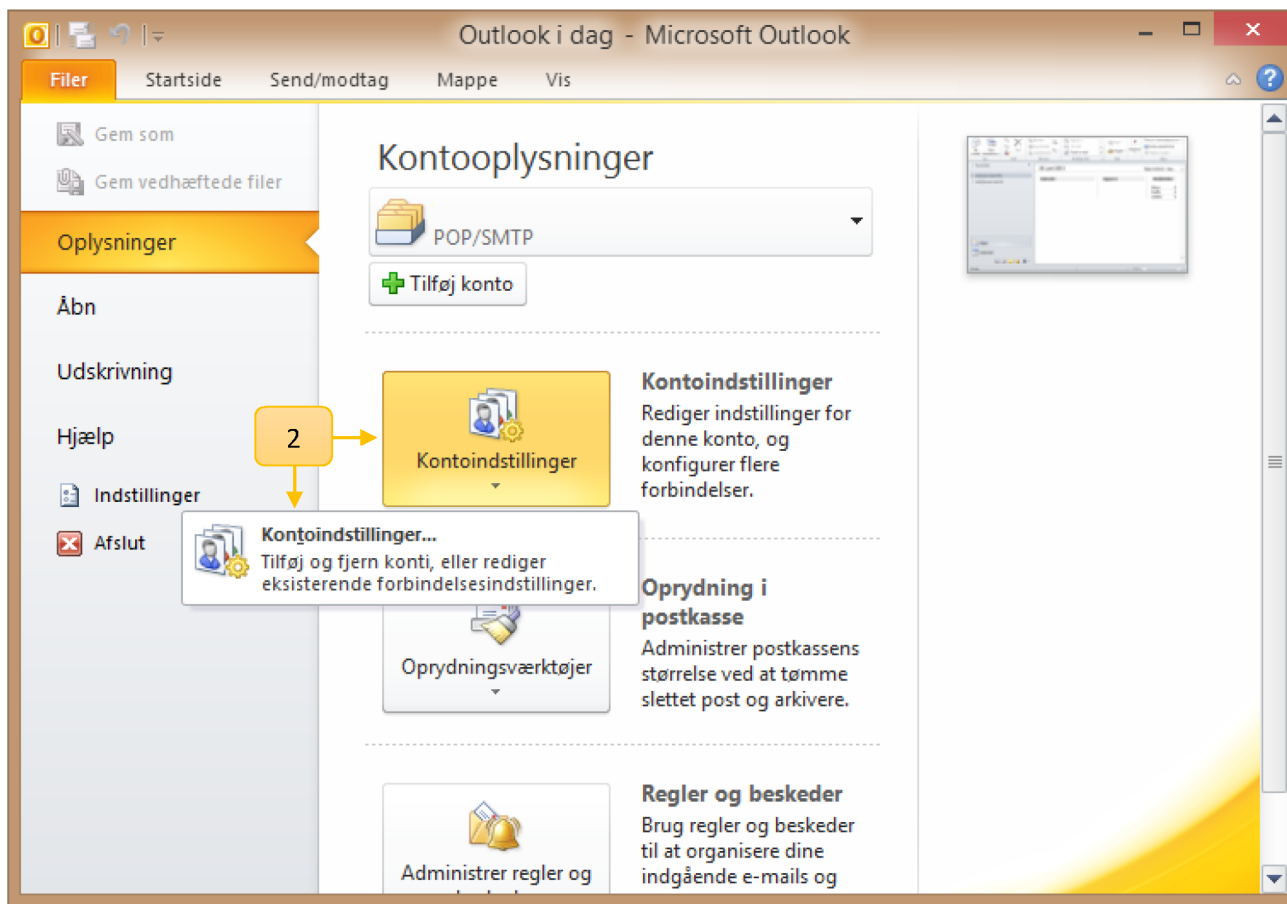 Outlook i dag - Microsoft Outlook
Filer
Startside
Send/modtag
Mappe
Vis
Gem som
Gem vedhæftede filer
Oplysninger
Åbn
Udskrivning
Hjælp
Indstillinger
Afslut
Kontooplysninger
POP/SMTP
Tilføj konto
2
Kontoindstillinger
Kontoindstillinger
Rediger indstillinger for
denne konto, og
konfigurer flere
forbindelser.
Kontoindstillinger...
Tilføj og fjern konti, eller rediger
eksisterende forbindelsesindstillinger.
Oprydningsværktøjer
Oprydning i
postkasse
Administrer postkassens
størrelse ved at tømme
slettet post og arkivere.
Administrer regler og
Regler og beskeder
Brug regler og beskeder
til at organisere dine
indgående e-mails og